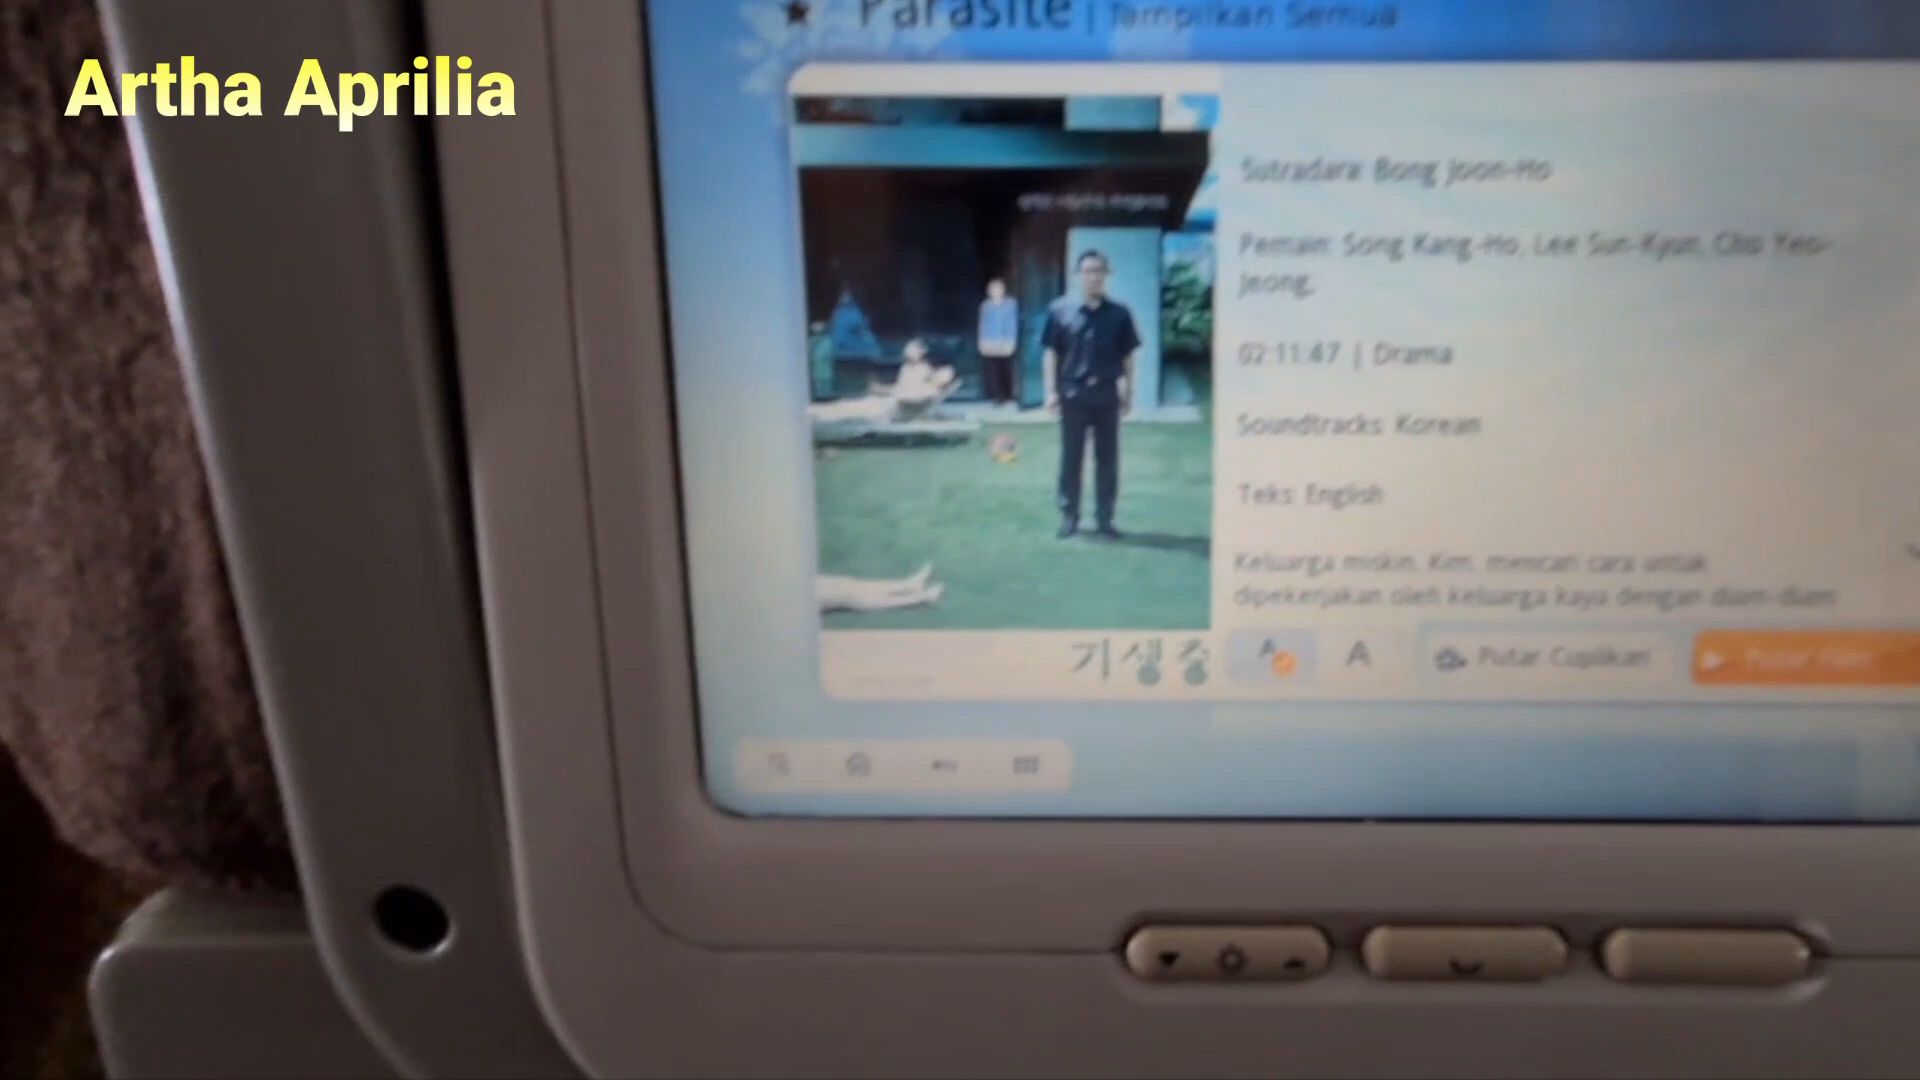 Artha Aprilia
Parasite | Tampilkan Semua
Sutradara: Bong Joon-Ho
Pemain: Song Kang-Ho, Lee Sun-Kyun, Cho Yeo-
Jeong,
02:11:47 | Drama
Soundtracks: Korean
Teks: English
Keluarga miskin, Kim, mencari cara untuk
dipekerjakan oleh keluarga kaya dengan diam-diam
기생충
A
A
Putar Cuplikan
Putar Film